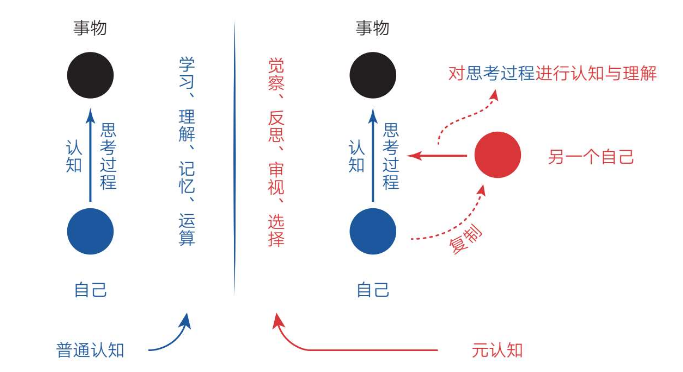 事物
认知
思考过程
自己
普通认知
学习、理解、记忆、运算
觉察、反思、审视、选择
事物
认知
思考过程
自己
对思考过程进行认知与理解
另一个自己
复制
元认知